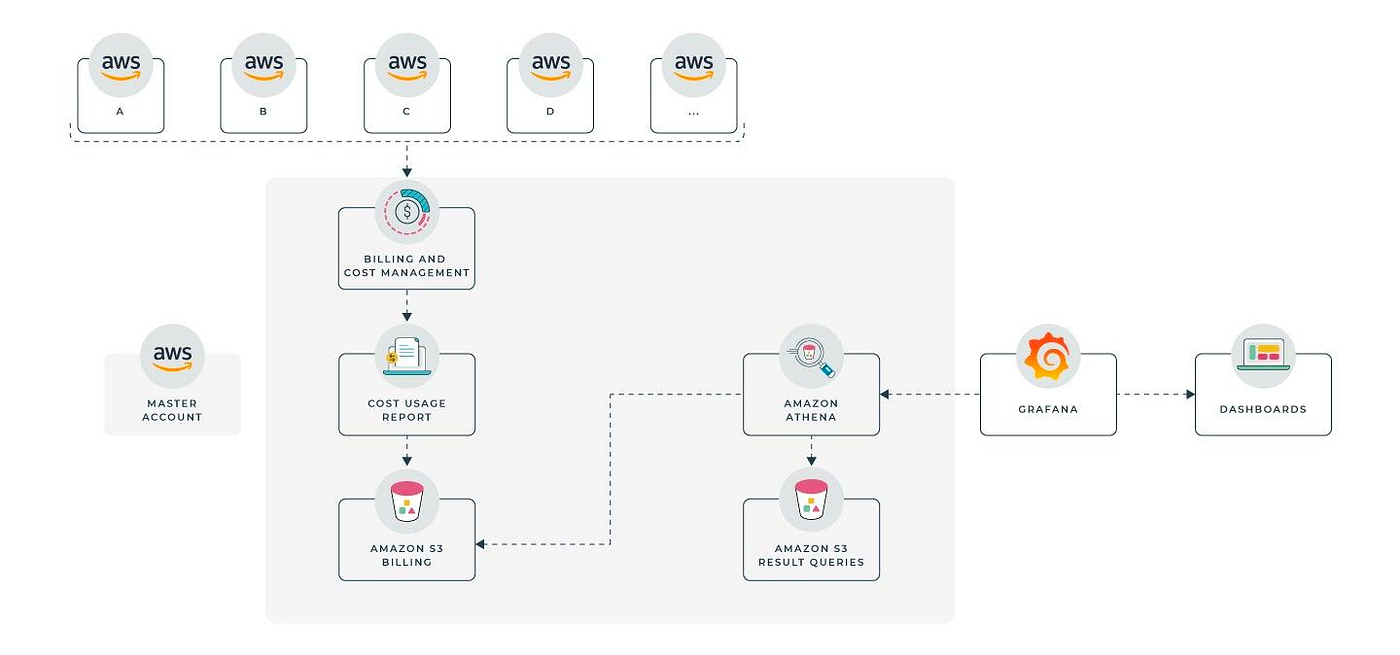 aws
aws
aws
aws
aws
A
B
C
D
...
$
BILLING AND
COST MANAGEMENT
aws
MASTER
ACCOUNT
COST USAGE
REPORT
AMAZON
ATHENA
GRAFANA
DASHBOARDS
AMAZON S3
BILLING
AMAZON S3
RESULT QUERIES